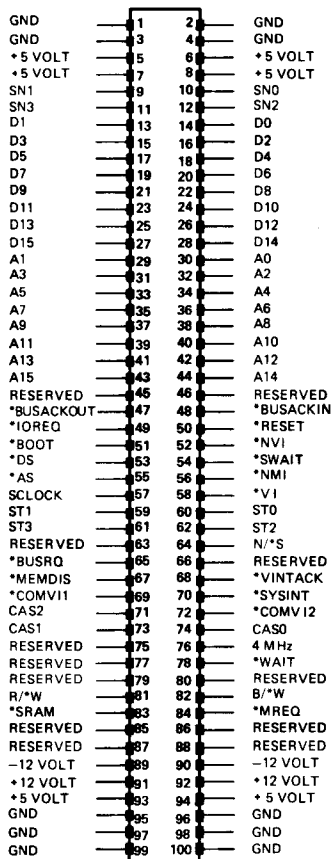 GND 1 2 GND
GND 3 4 GND
+5 VOLT 5 6 +5 VOLT
+5 VOLT 7 8 +5 VOLT
SN1 9 10 SN0
SN3 11 12 SN2
D1 13 14 D0
D3 15 16 D2
D5 17 18 D4
D7 19 20 D6
D9 21 22 D8
D11 23 24 D10
D13 25 26 D12
D15 27 28 D14
A1 29 30 A0
A3 31 32 A2
A5 33 34 A4
A7 35 36 A6
A9 37 38 A8
A11 39 40 A10
A13 41 42 A12
A15 43 44 A14
RESERVED 45 46 RESERVED
*BUSACKOUT 47 48 *BUSACKIN
*IOREQ 49 50 *RESET
*BOOT 51 52 *NVI
*DS 53 54 *SWAIT
*AS 55 56 *NMI
SCLOCK 57 58 *VI
ST1 59 60 ST0
ST3 61 62 ST2
RESERVED 63 64 N/*S
*BUSRQ 65 66 RESERVED
*MEMDIS 67 68 *VINTACK
*COMVI1 69 70 *SYSINT
CAS2 71 72 *COMVI2
CAS1 73 74 CAS0
RESERVED 75 76 4 MHz
RESERVED 77 78 *WAIT
RESERVED 79 80 RESERVED
R/*W 81 82 B/*W
*SRAM 83 84 *MREQ
RESERVED 85 86 RESERVED
RESERVED 87 88 RESERVED
−12 VOLT 89 90 −12 VOLT
+12 VOLT 91 92 +12 VOLT
+5 VOLT 93 94 +5 VOLT
GND 95 96 GND
GND 97 98 GND
GND 99 100 GND